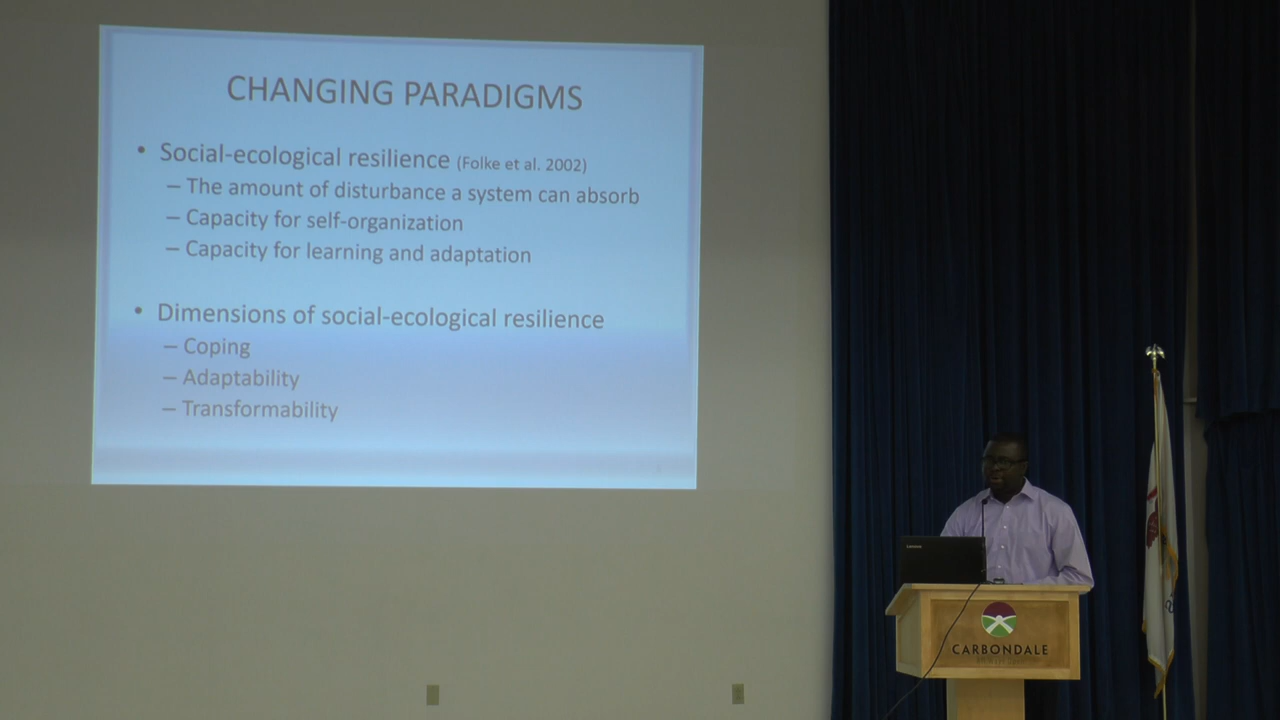 CHANGING PARADIGMS
• Social-ecological resilience (Folke et al. 2002)
– The amount of disturbance a system can absorb
– Capacity for self-organization
– Capacity for learning and adaptation
• Dimensions of social-ecological resilience
– Coping
– Adaptability
– Transformability
lenovo
CARBONDALE